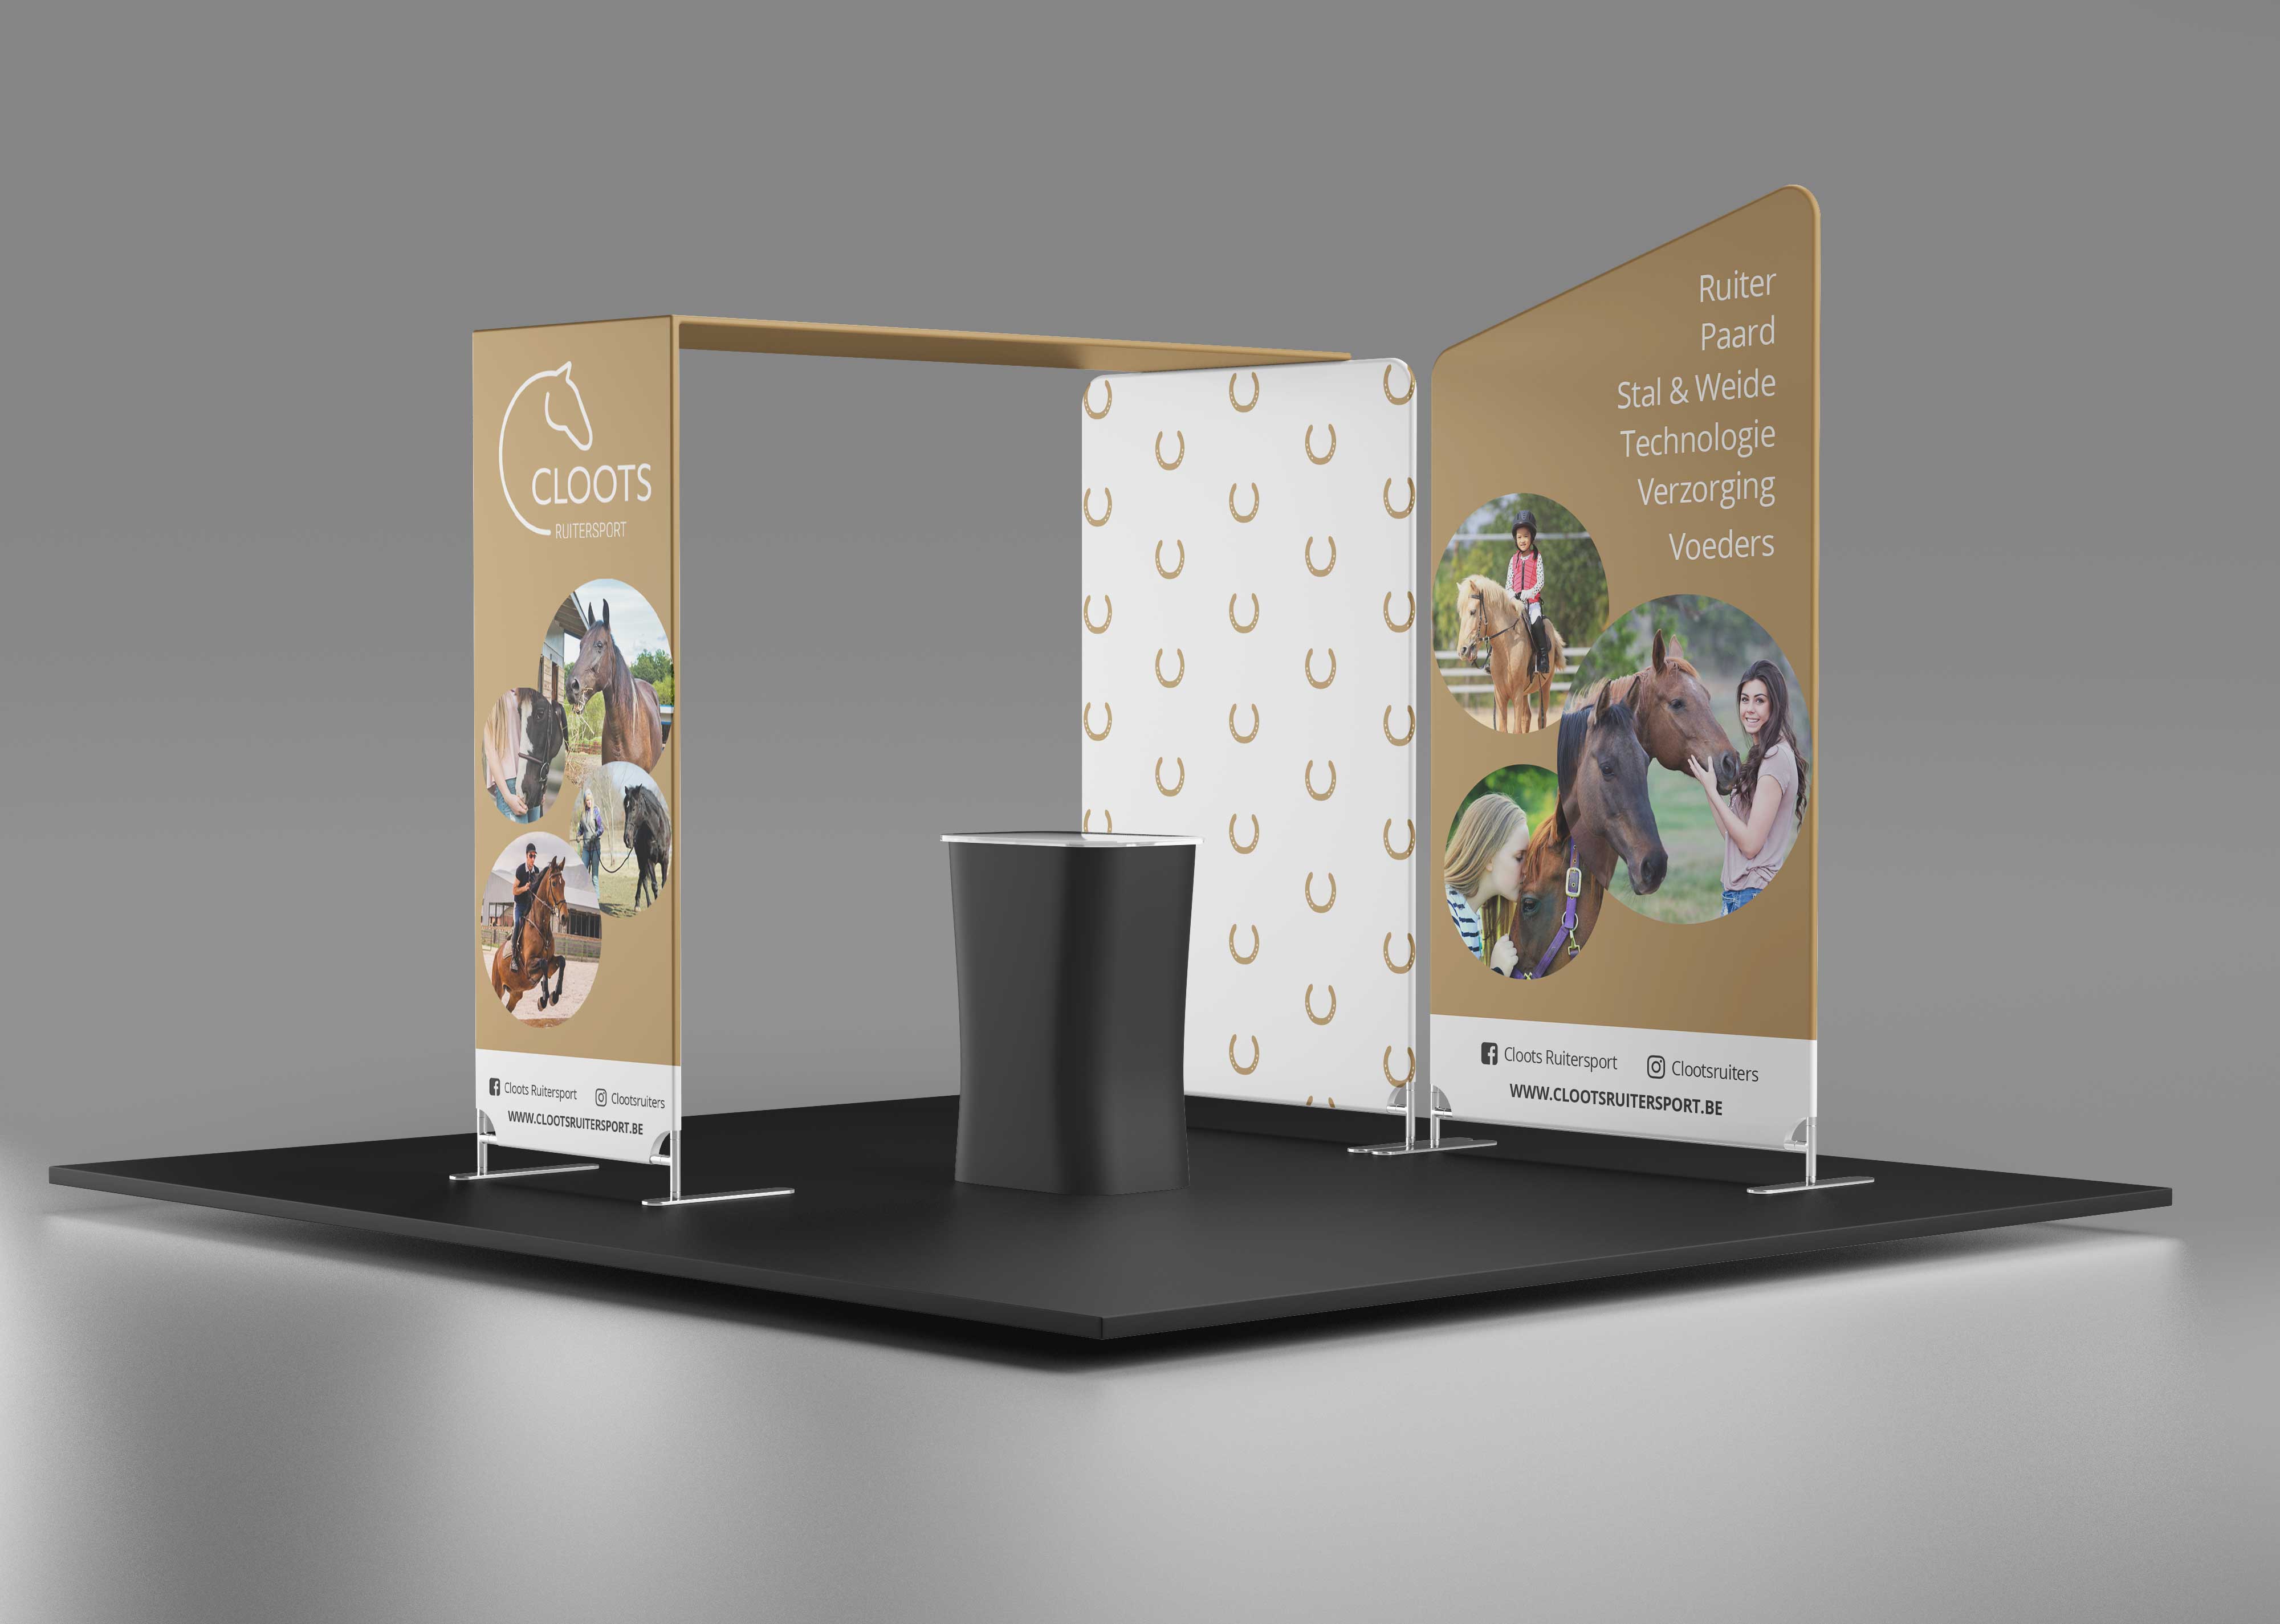 CLOOTS
RUITERSPORT
Cloots Ruitersport
Clootsruiters
WWW.CLOOTSRUITERSPORT.BE
Ruiter
Paard
Stal & Weide
Technologie
Verzorging
Voeders
Cloots Ruitersport
Clootsruiters
WWW.CLOOTSRUITERSPORT.BE